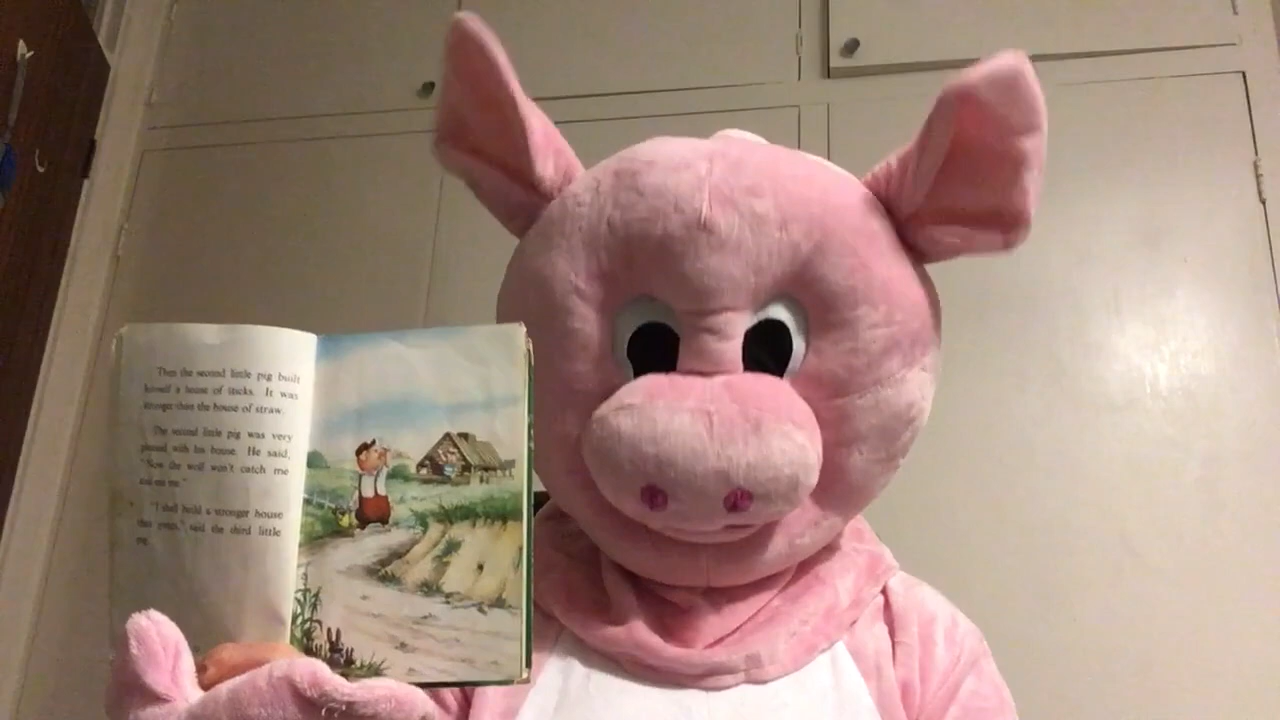 Then the second little pig built
himself a house of sticks. It was
stronger than the house of straw.
The second little pig was very
pleased with his house. He said,
"Now the wolf won't catch me
and eat me."
"I shall build a stronger house
than yours," said the third little
pig.